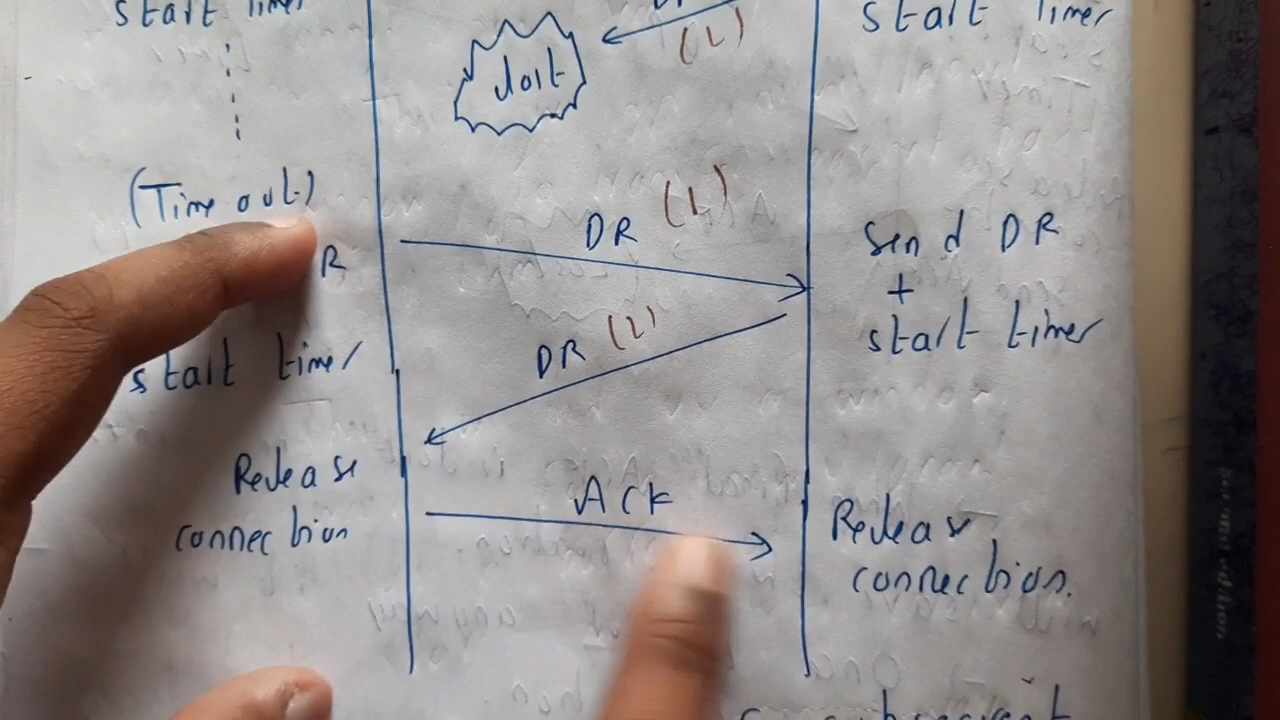 start timer
start timer
(L)
lost
(Time out)
DR (L)
send DR
R
+
DR (L)
start timer
start timer
Release
ACK
connection
Release
connection.
subsequent